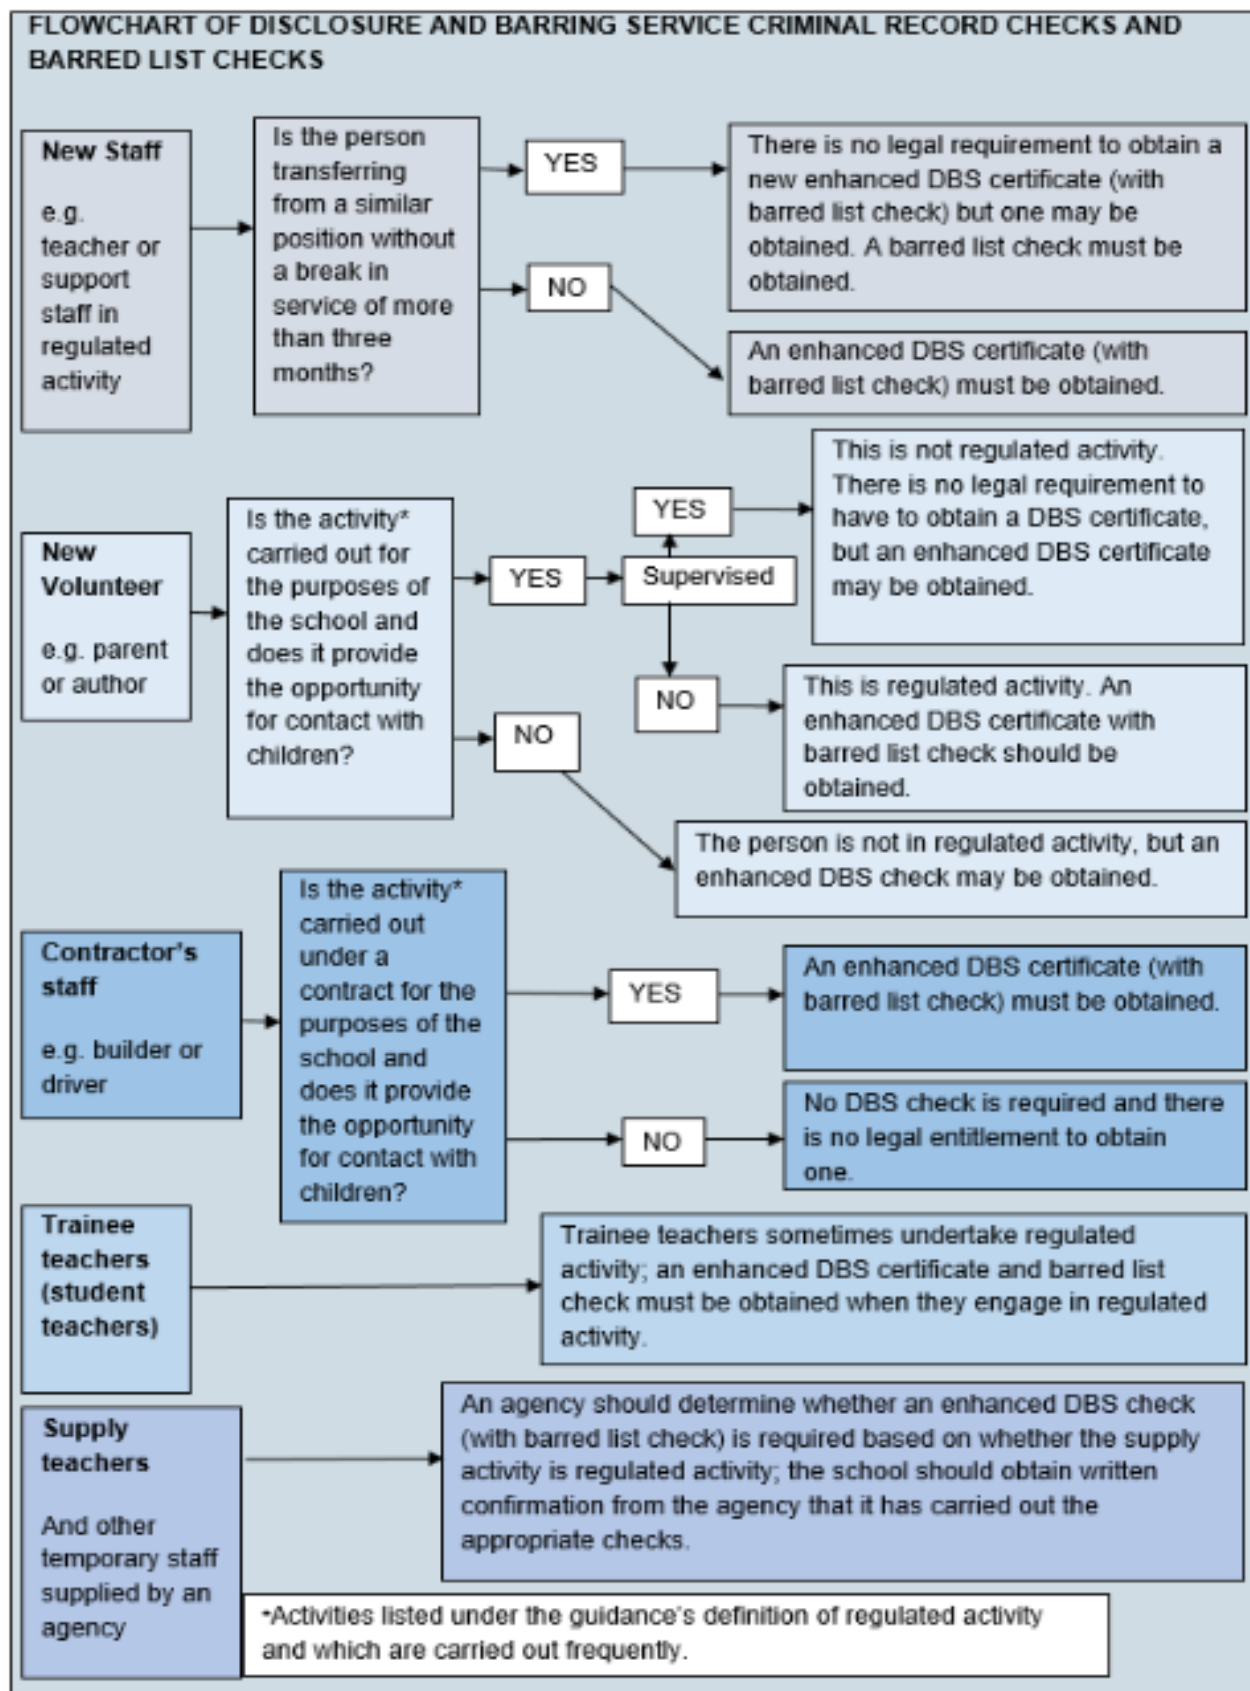 FLOWCHART OF DISCLOSURE AND BARRING SERVICE CRIMINAL RECORD CHECKS AND
BARRED LIST CHECKS
New Staff
e.g.
teacher or
support
staff in
regulated
activity
Is the person
transferring
from a similar
position without
a break in
service of more
than three
months?
YES
NO
There is no legal requirement to obtain a
new enhanced DBS certificate (with
barred list check) but one may be
obtained. A barred list check must be
obtained.
An enhanced DBS certificate (with
barred list check) must be obtained.
New
Volunteer
e.g. parent
or author
Is the activity*
carried out for
the purposes of
the school and
does it provide
the opportunity
for contact with
children?
YES
Supervised
YES
NO
NO
This is not regulated activity.
There is no legal requirement to
have to obtain a DBS certificate,
but an enhanced DBS certificate
may be obtained.
This is regulated activity. An
enhanced DBS certificate with
barred list check should be
obtained.
The person is not in regulated activity, but an
enhanced DBS check may be obtained.
Contractor's
staff
e.g. builder or
driver
Is the activity*
carried out
under a
contract for the
purposes of the
school and
does it provide
the opportunity
for contact with
children?
YES
NO
An enhanced DBS certificate (with
barred list check) must be obtained.
No DBS check is required and there
is no legal entitlement to obtain
one.
Trainee
teachers
(student
teachers)
Trainee teachers sometimes undertake regulated
activity; an enhanced DBS certificate and barred list
check must be obtained when they engage in regulated
activity.
Supply
teachers
And other
temporary staff
supplied by an
agency
An agency should determine whether an enhanced DBS check
(with barred list check) is required based on whether the supply
activity is regulated activity; the school should obtain written
confirmation from the agency that it has carried out the
appropriate checks.
*Activities listed under the guidance's definition of regulated activity
and which are carried out frequently.